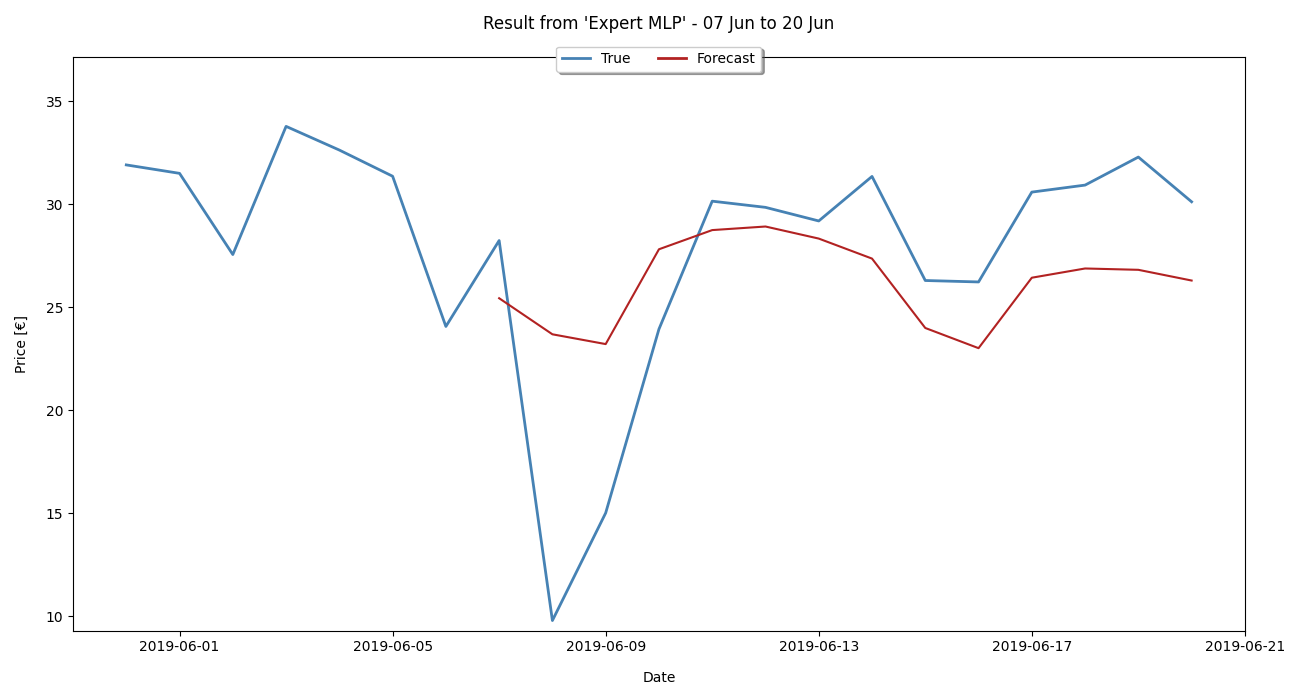 Result from 'Expert MLP' - 07 Jun to 20 Jun
True Forecast
35
30
25
20
15
10
Price [€]
2019-06-01 2019-06-05 2019-06-09 2019-06-13 2019-06-17 2019-06-21
Date